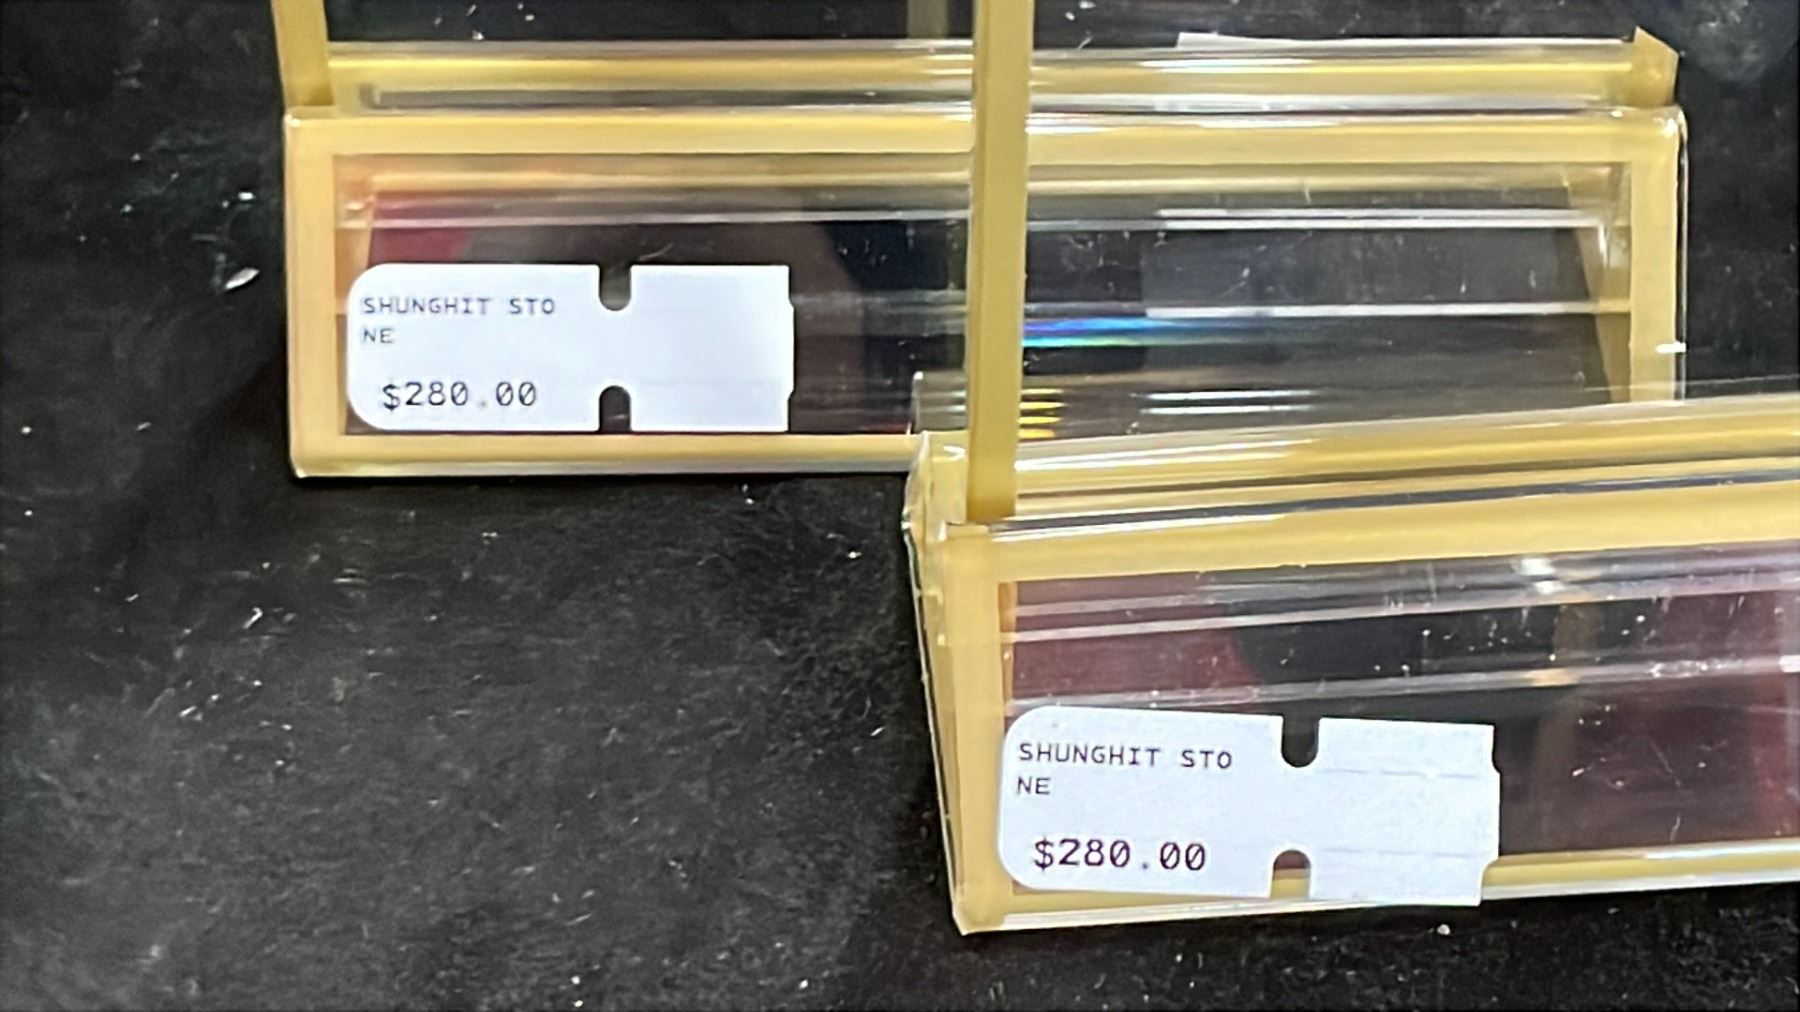 SHUNGHIT STO
NE
$280.00
SHUNGHIT STO
NE
$280.00